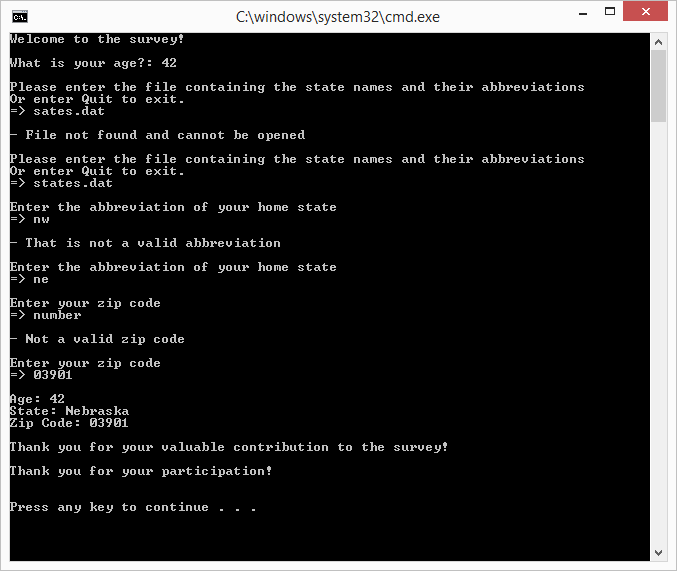 C:\windows\system32\cmd.exe
Welcome to the survey!
What is your age?: 42
Please enter the file containing the state names and their abbreviations
Or enter Quit to exit.
=> sates.dat
- File not found and cannot be opened
Please enter the file containing the state names and their abbreviations
Or enter Quit to exit.
=> states.dat
Enter the abbreviation of your home state
=> nw
- That is not a valid abbreviation
Enter the abbreviation of your home state
=> ne
Enter your zip code
=> number
- Not a valid zip code
Enter your zip code
=> 03901
Age: 42
State: Nebraska
Zip Code: 03901
Thank you for your valuable contribution to the survey!
Thank you for your participation!
Press any key to continue . . .